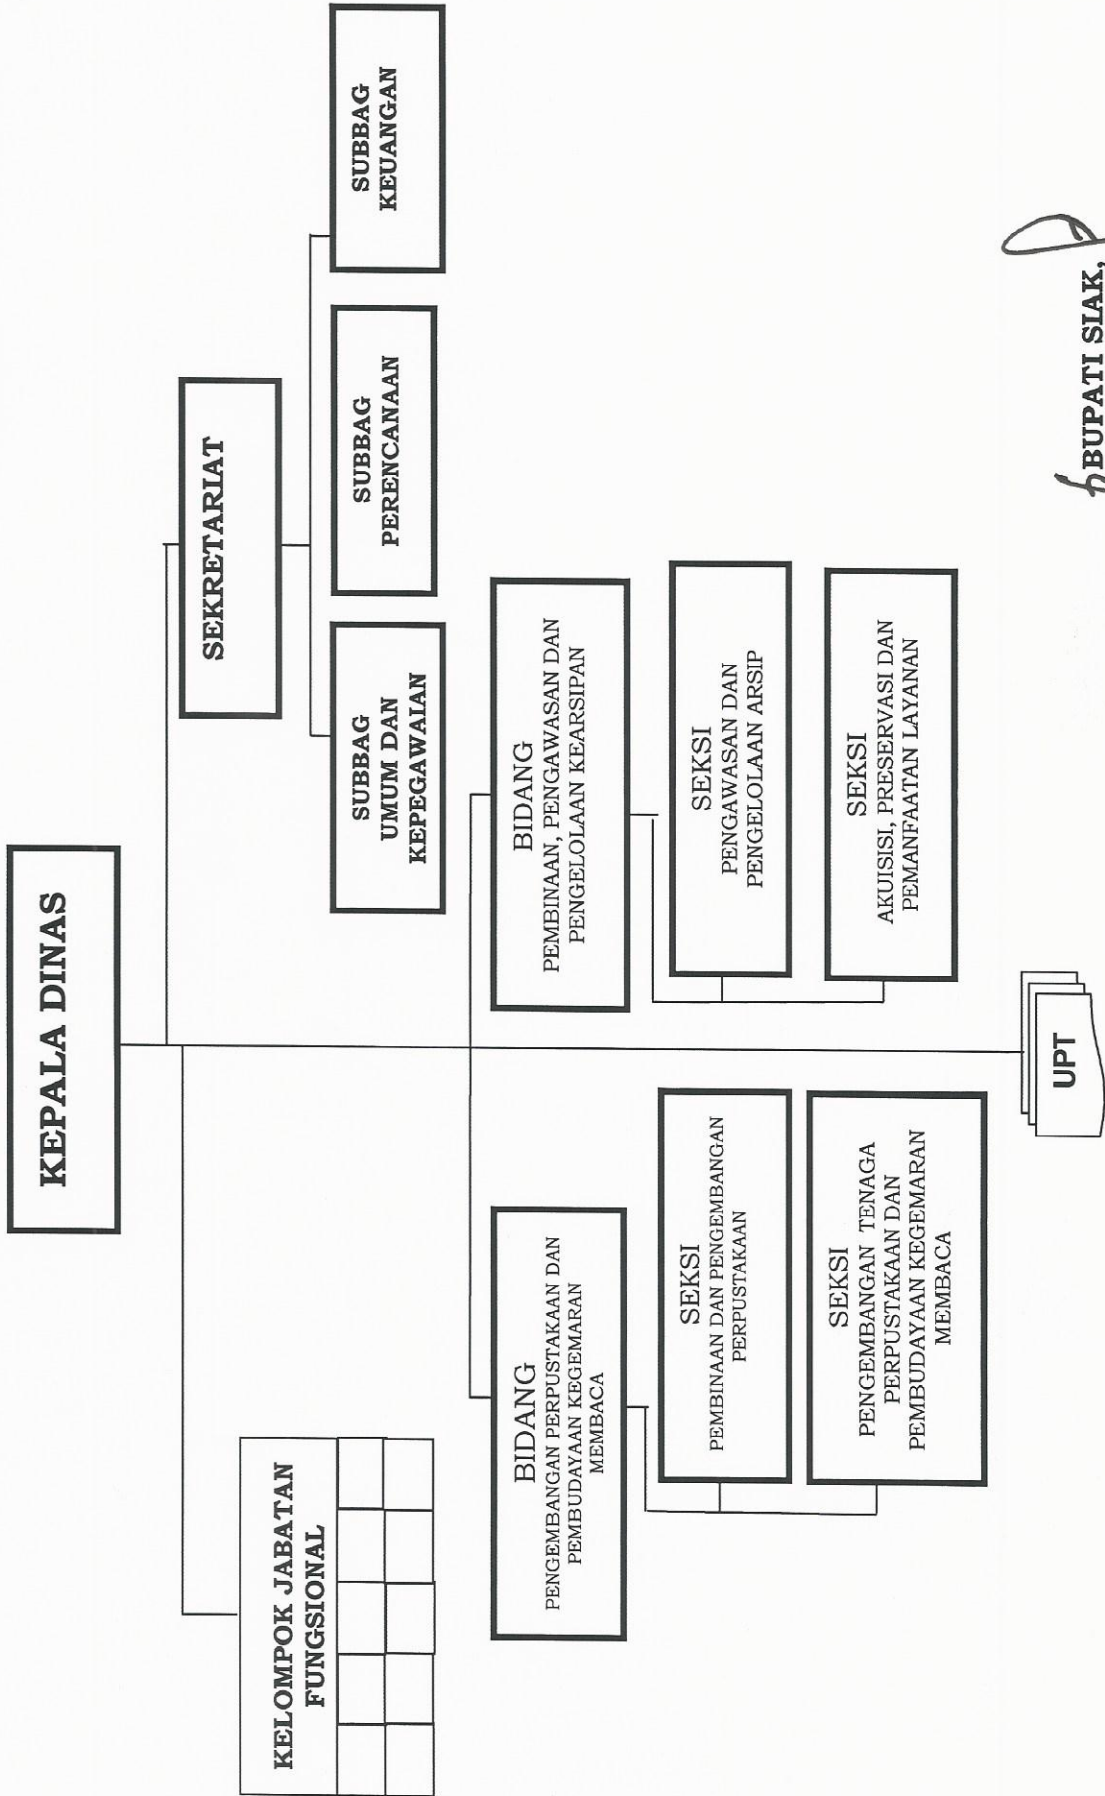 KEPALA DINAS
SEKRETARIAT
KELOMPOK JABATAN
FUNGSIONAL
SUBBAG
UMUM DAN
KEPEGAWAIAN
SUBBAG
PERENCANAAN
SUBBAG
KEUANGAN
BIDANG
PENGEMBANGAN PERPUSTAKAAN DAN
PEMBUDAYAAN KEGEMARAN
MEMBACA
BIDANG
PEMBINAAN, PENGAWASAN DAN
PENGELOLAAN KEARSIPAN
SEKSI
PEMBINAAN DAN PENGEMBANGAN
PERPUSTAKAAN
SEKSI
PENGAWASAN DAN
PENGELOLAAN ARSIP
SEKSI
PENGEMBANGAN TENAGA
PERPUSTAKAAN DAN
PEMBUDAYAAN KEGEMARAN
MEMBACA
SEKSI
AKUISISI, PRESERVASI DAN
PEMANFAATAN LAYANAN
UPT
BUPATI SIAK,